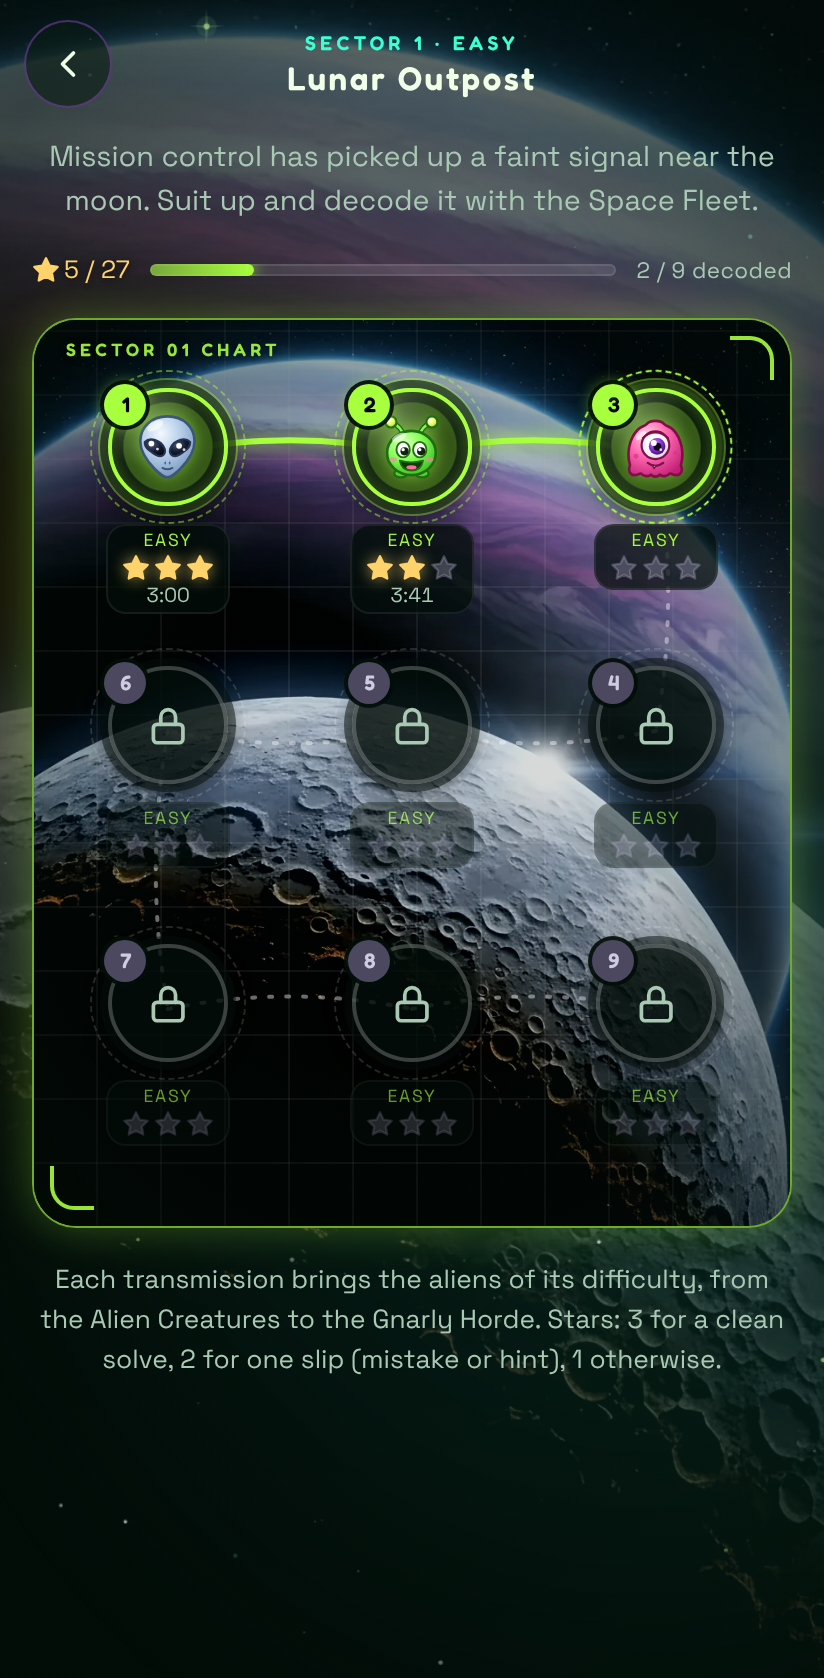 SECTOR 1 · EASY
Lunar Outpost
Mission control has picked up a faint signal near the
moon. Suit up and decode it with the Space Fleet.
5 / 27
2 / 9 decoded
SECTOR 01 CHART
1
2
3
EASY
EASY
EASY
3:00
3:41
6
5
4
EASY
EASY
EASY
7
8
9
EASY
EASY
EASY
Each transmission brings the aliens of its difficulty, from
the Alien Creatures to the Gnarly Horde. Stars: 3 for a clean
solve, 2 for one slip (mistake or hint), 1 otherwise.